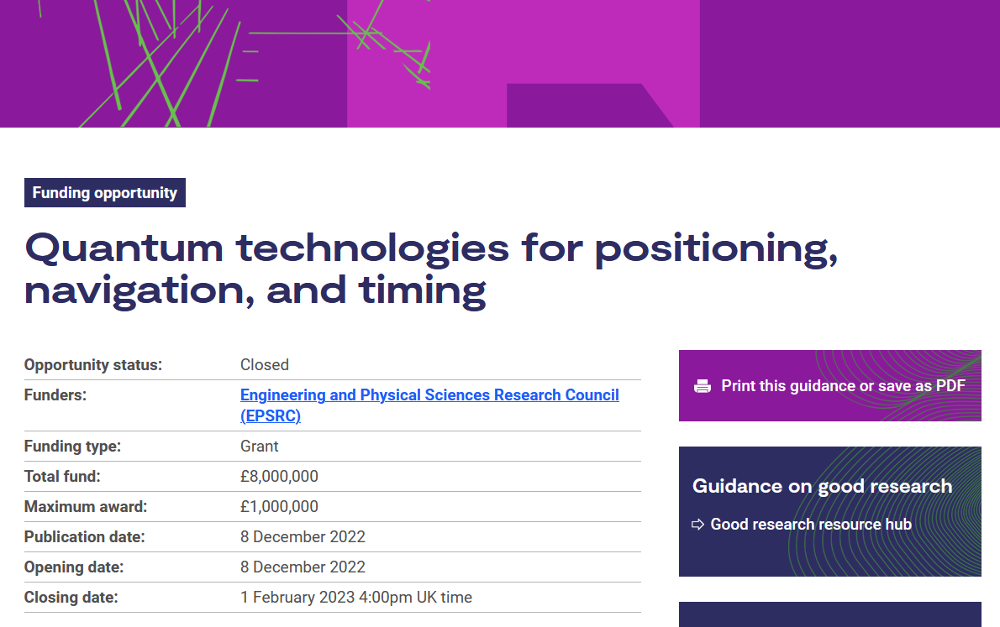 Funding opportunity
Quantum technologies for positioning,
navigation, and timing
Opportunity status: Closed
Funders: Engineering and Physical Sciences Research Council
(EPSRC)
Funding type: Grant
Total fund: £8,000,000
Maximum award: £1,000,000
Publication date: 8 December 2022
Opening date: 8 December 2022
Closing date: 1 February 2023 4:00pm UK time
Print this guidance or save as PDF
Guidance on good research
Good research resource hub